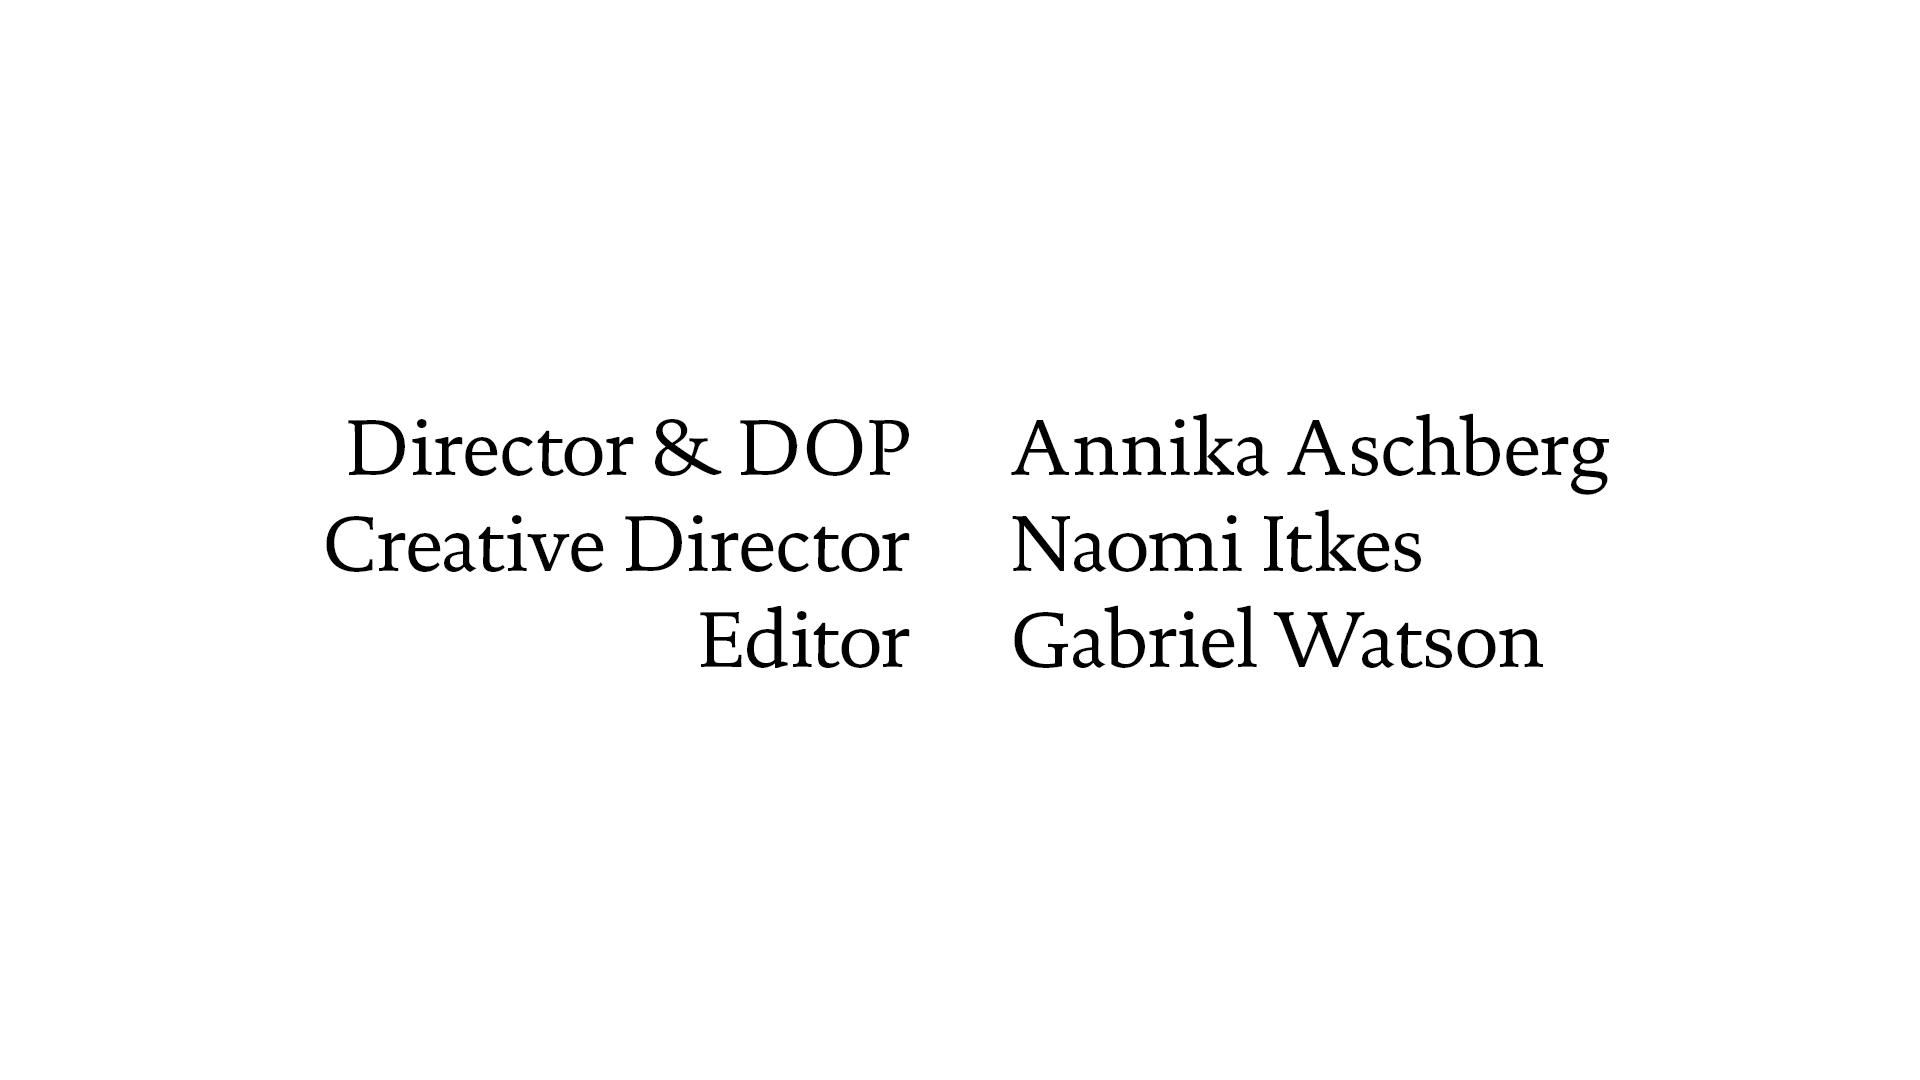 Director & DOP Annika Aschberg
Creative Director Naomi Itkes
Editor Gabriel Watson